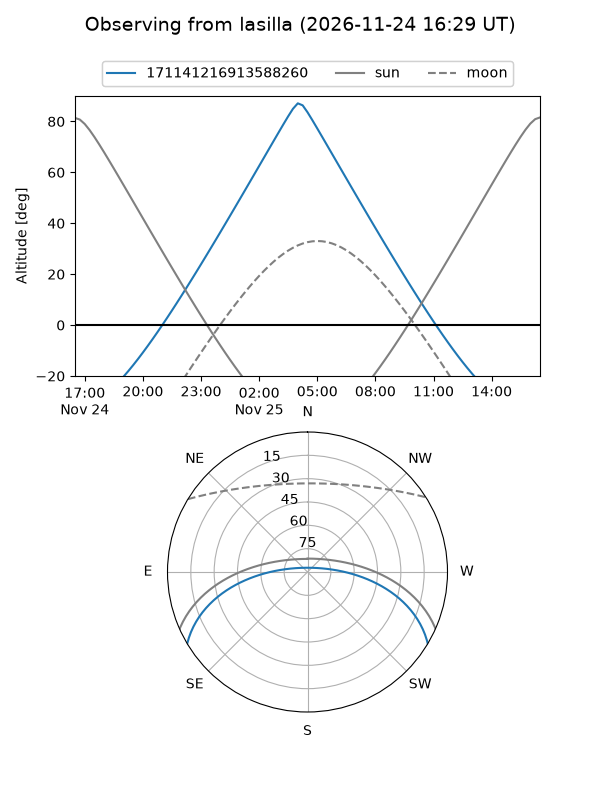 Observing from lasilla (2026-11-24 16:29 UT)
171141216913588260 sun moon
Altitude [deg]
80
60
40
20
0
−20
17:00 20:00 23:00 02:00 05:00 08:00 11:00 14:00
Nov 24 Nov 25
N
NE NW
15
30
45
60
75
E W
SE SW
S